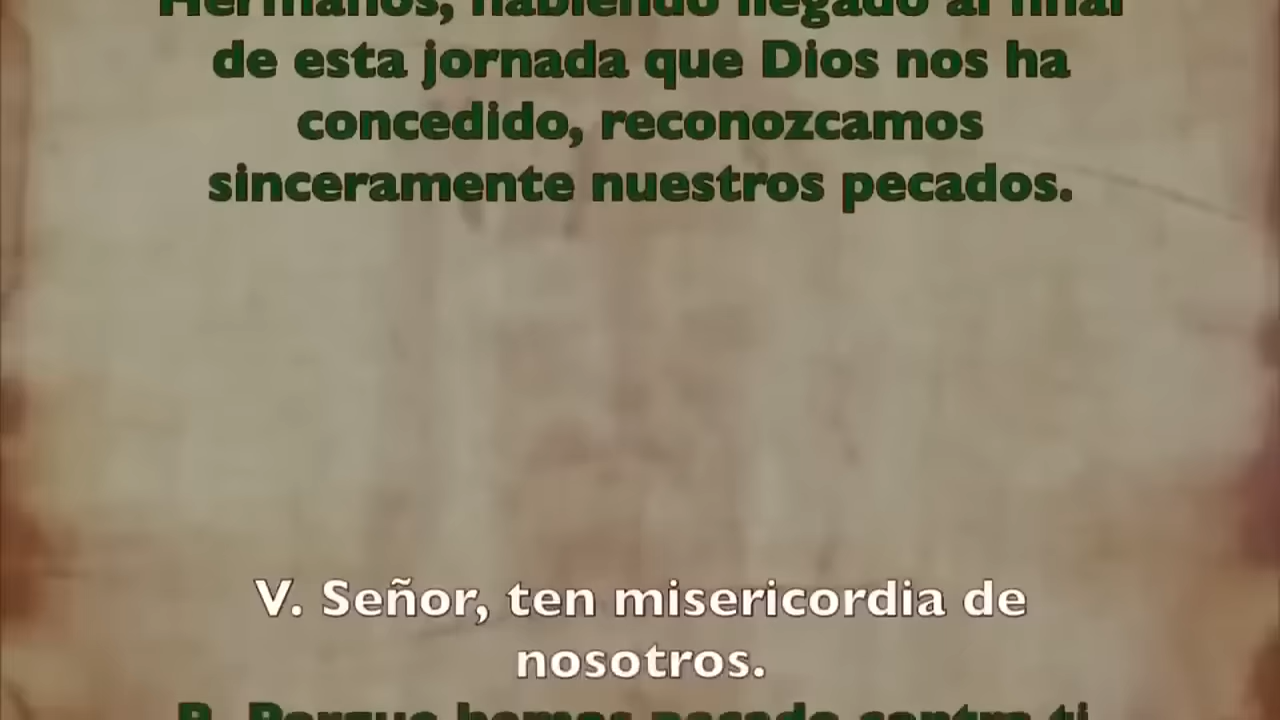 Hermanos, habiendo llegado al final
de esta jornada que Dios nos ha
concedido, reconozcamos
sinceramente nuestros pecados.
V. Señor, ten misericordia de
nosotros.
R. Porque hemos pecado contra ti.